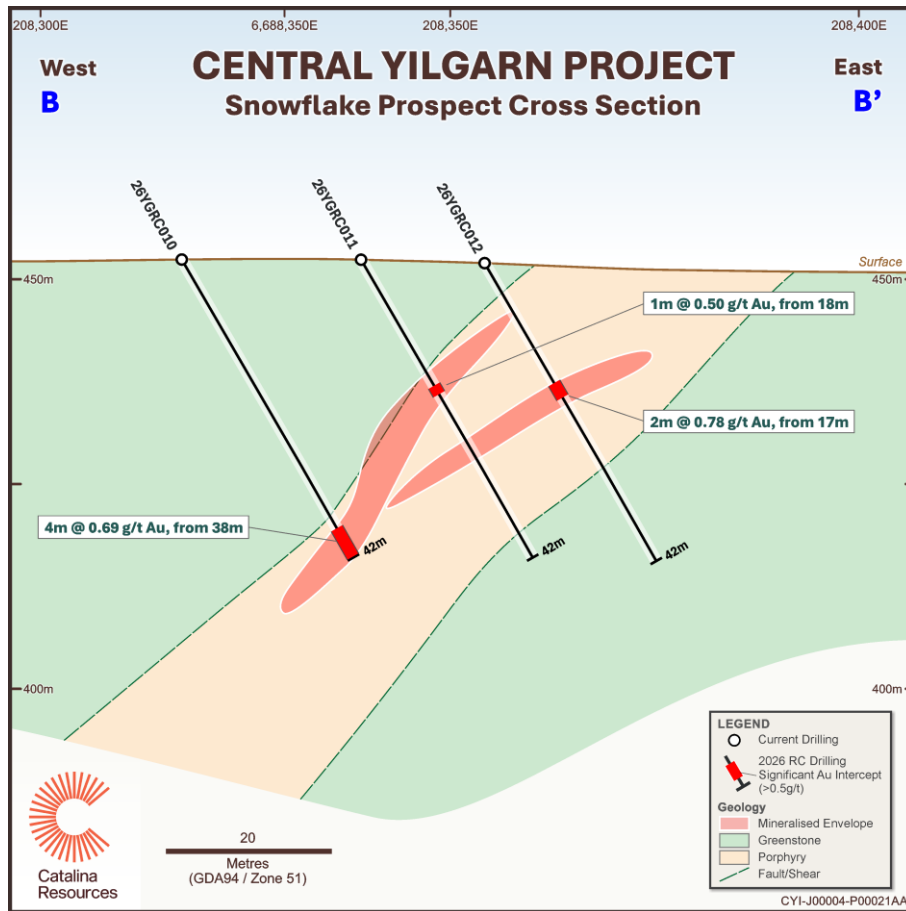 208,300E
6,688,350E
208,350E
208,400E
West
B
CENTRAL YILGARN PROJECT
Snowflake Prospect Cross Section
East
B’
26YGRC010
26YGRC011
26YGRC012
Surface
450m
450m
1m @ 0.50 g/t Au, from 18m
2m @ 0.78 g/t Au, from 17m
4m @ 0.69 g/t Au, from 38m
42m
42m
42m
400m
400m
LEGEND
Current Drilling
2026 RC Drilling
Significant Au Intercept
(>0.5g/t)
Geology
Mineralised Envelope
Greenstone
Porphyry
Fault/Shear
20
Metres
(GDA94 / Zone 51)
Catalina
Resources
CYI-J00004-P00021AA